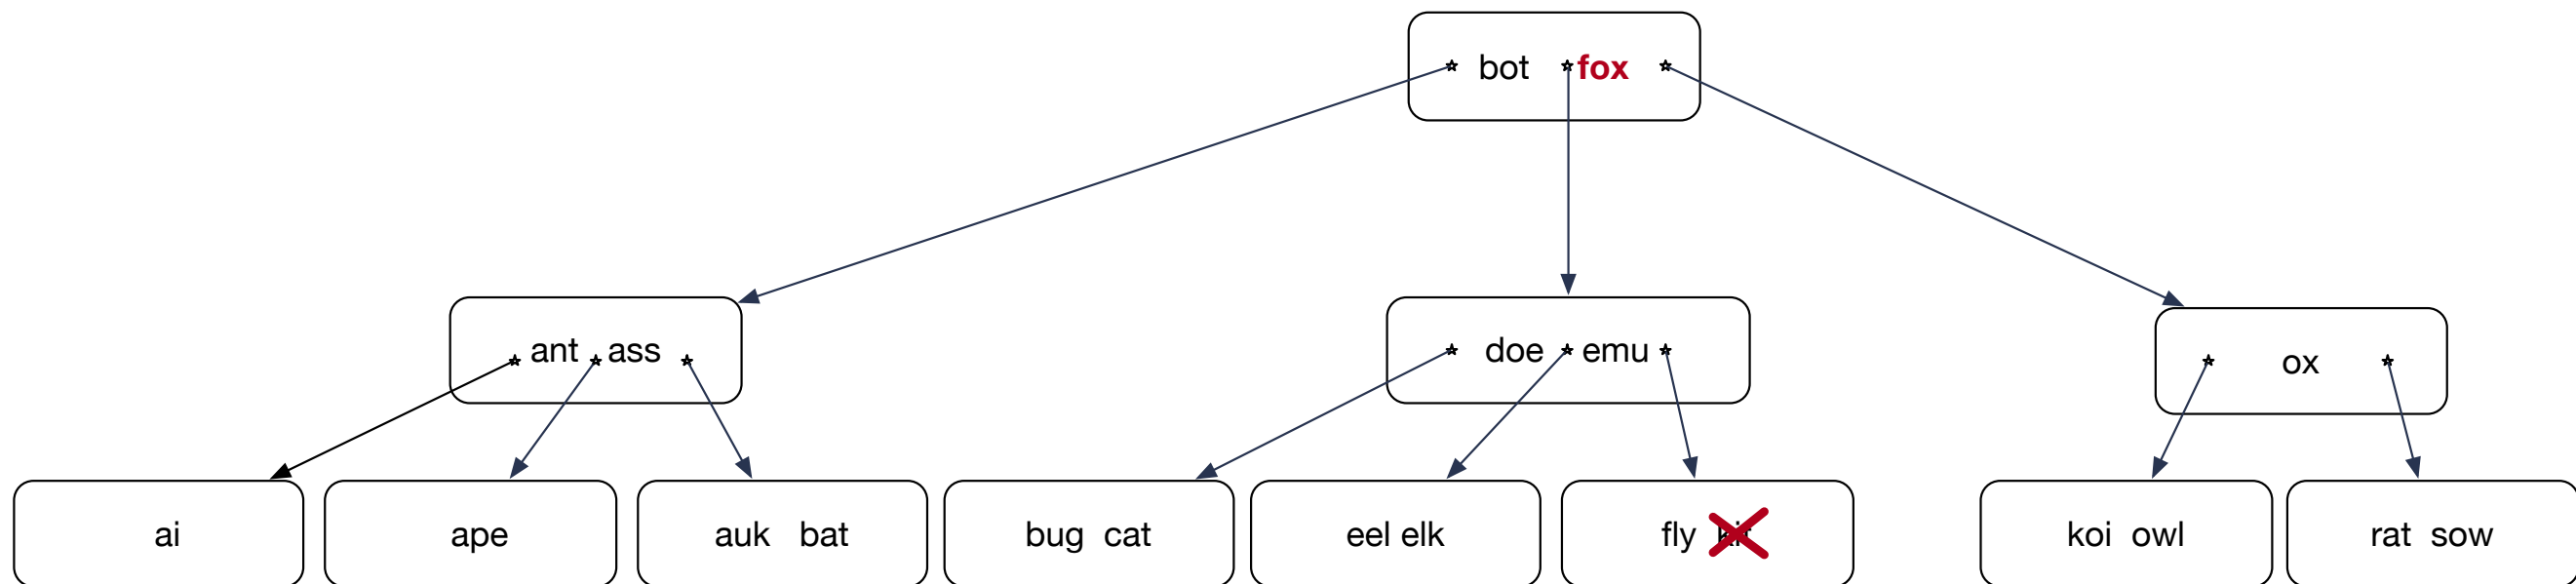 bot fox
ant ass
doe emu
ox
ai
ape
auk bat
bug cat
eel elk
fly
koi owl
rat sow